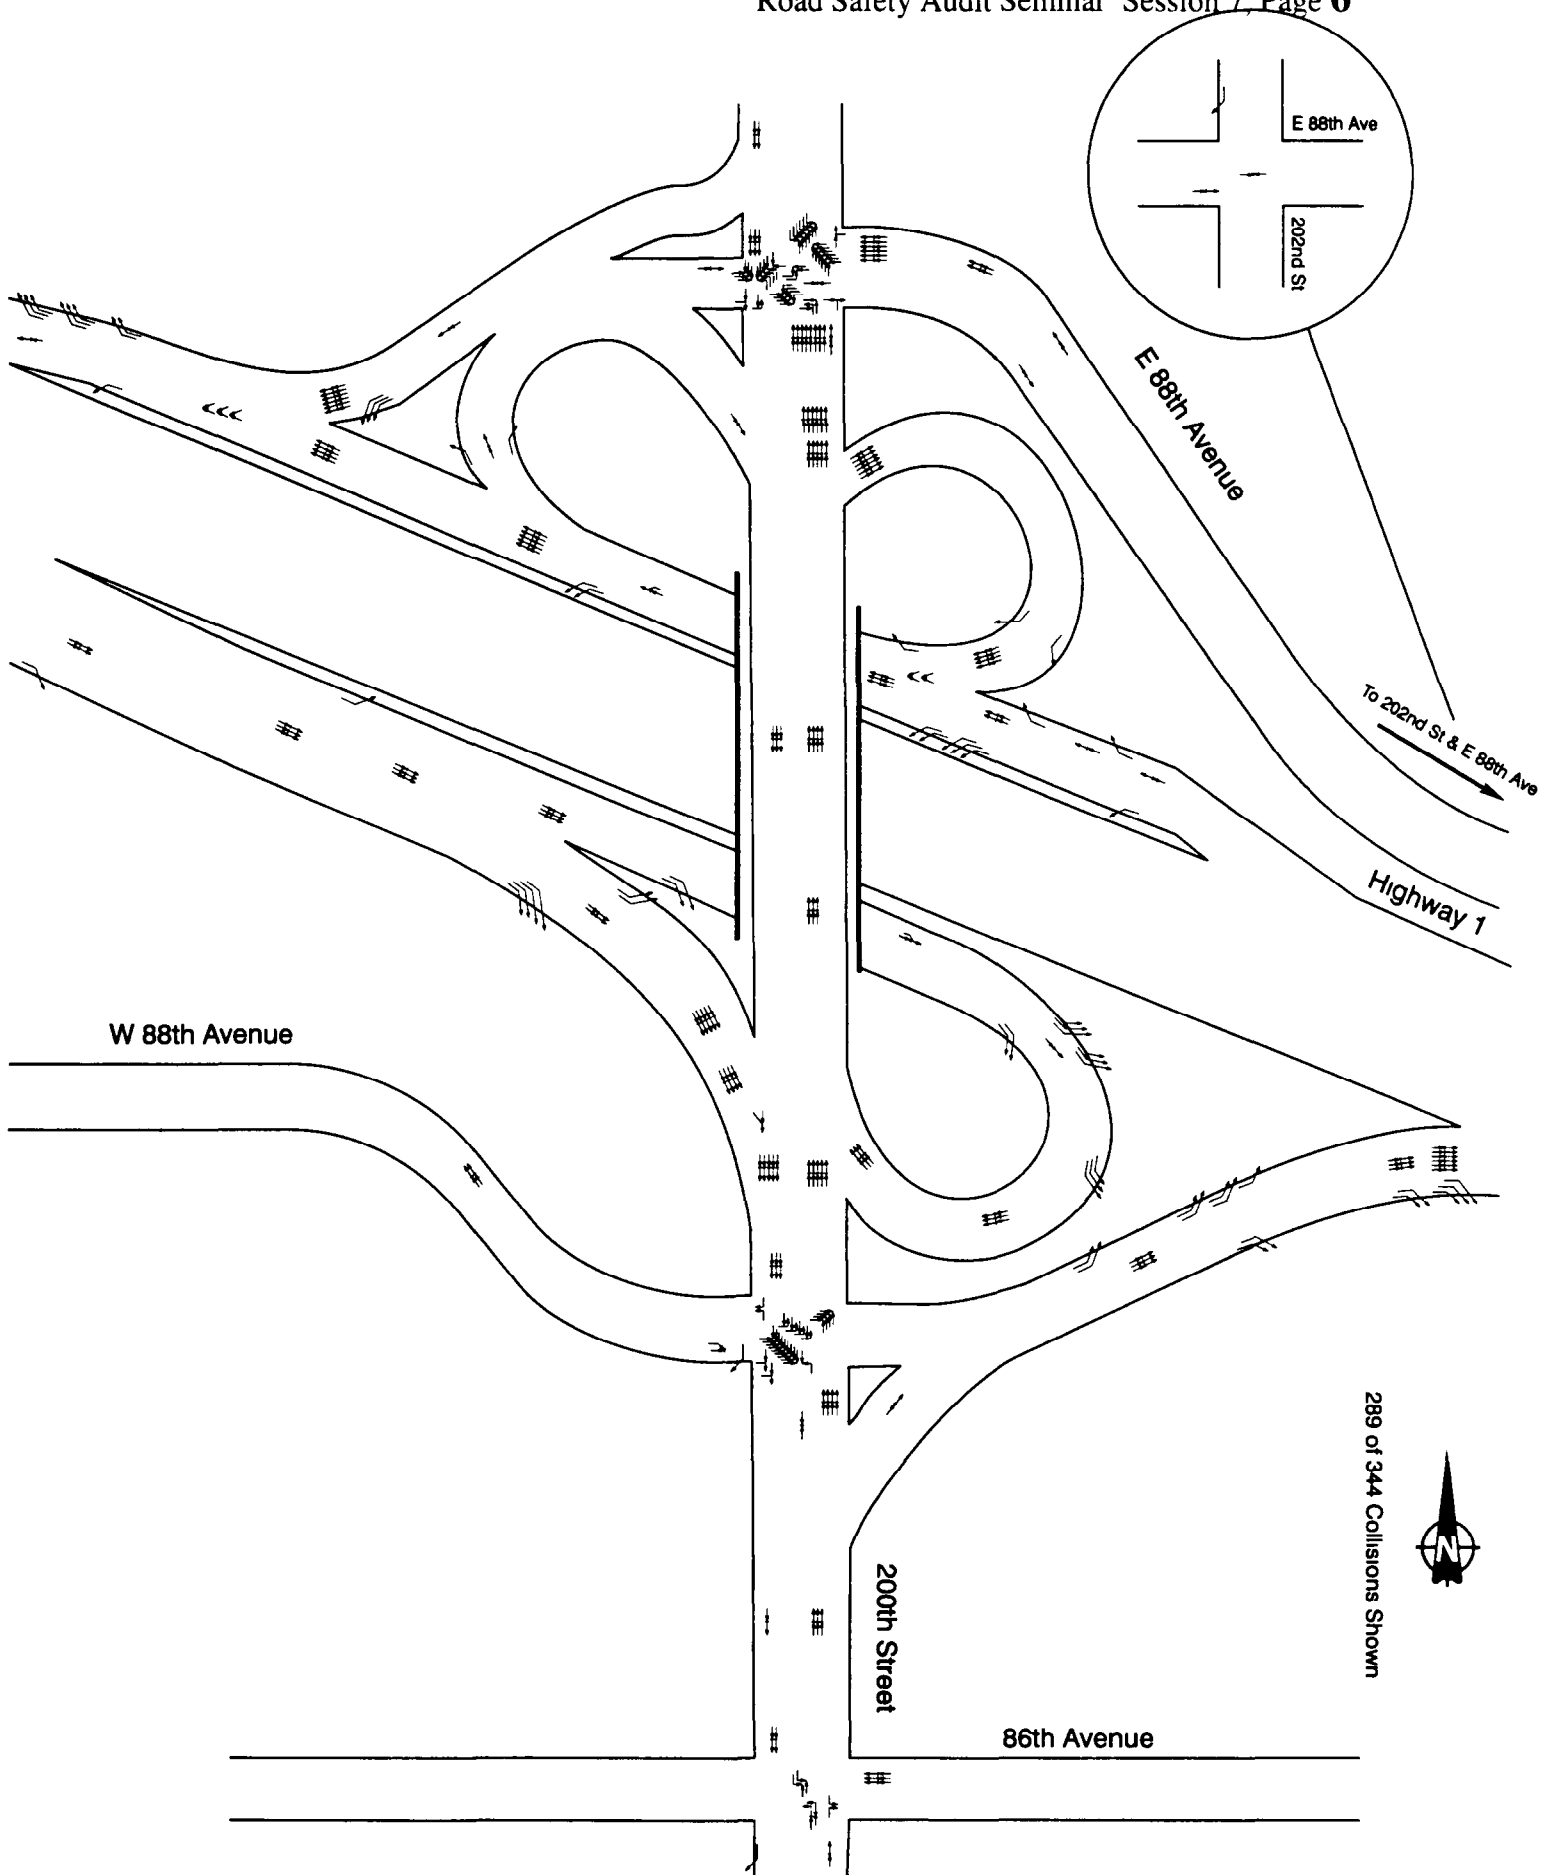 Road Safety Audit Seminar Session 7, Page 6
E 88th Ave
202nd St
E 88th Avenue
To 202nd St & E 88th Ave
Highway 1
W 88th Avenue
289 of 344 Collisions Shown
N
200th Street
86th Avenue